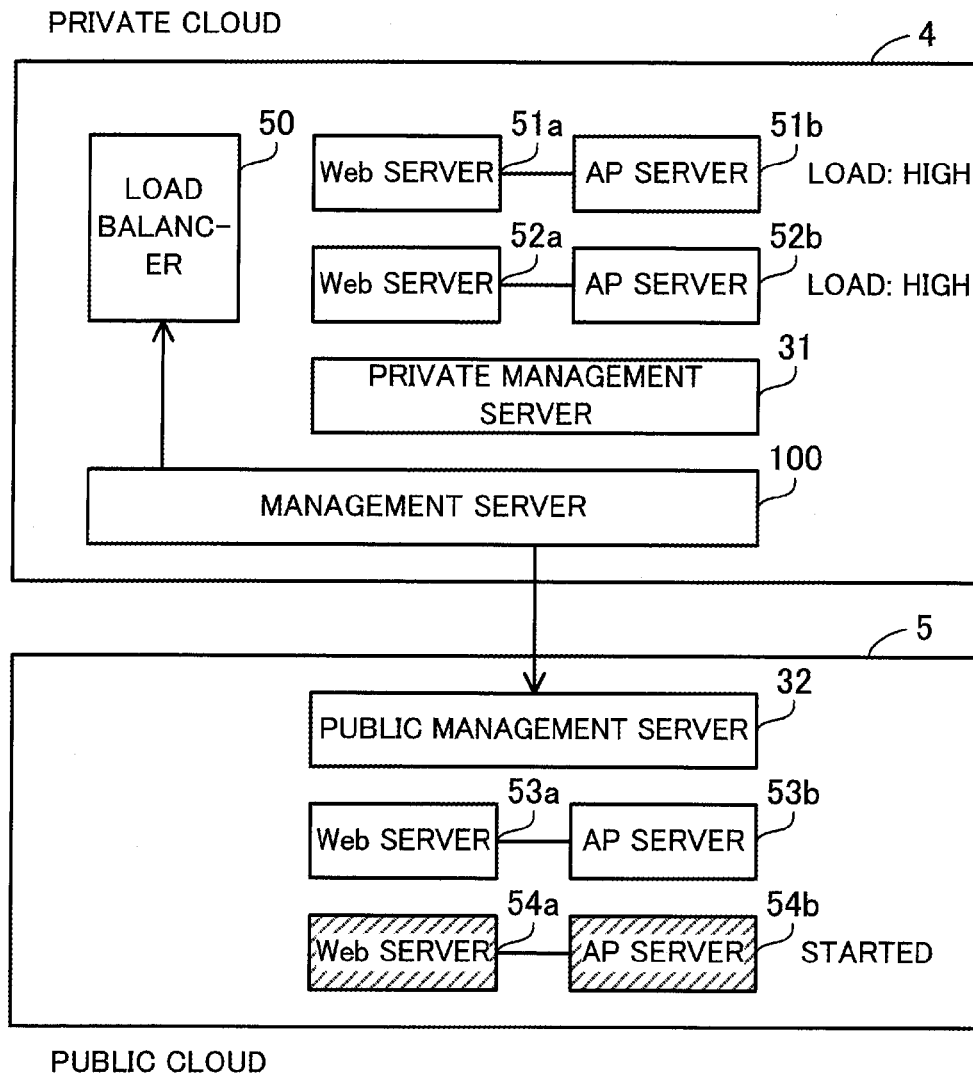 PRIVATE CLOUD
4
50
51a
51b
LOAD
BALANC-
ER
Web SERVER
AP SERVER
LOAD: HIGH
52a
52b
Web SERVER
AP SERVER
LOAD: HIGH
31
PRIVATE MANAGEMENT
SERVER
100
MANAGEMENT SERVER
5
32
PUBLIC MANAGEMENT SERVER
53a
53b
Web SERVER
AP SERVER
54a
54b
Web SERVER
AP SERVER
STARTED
PUBLIC CLOUD